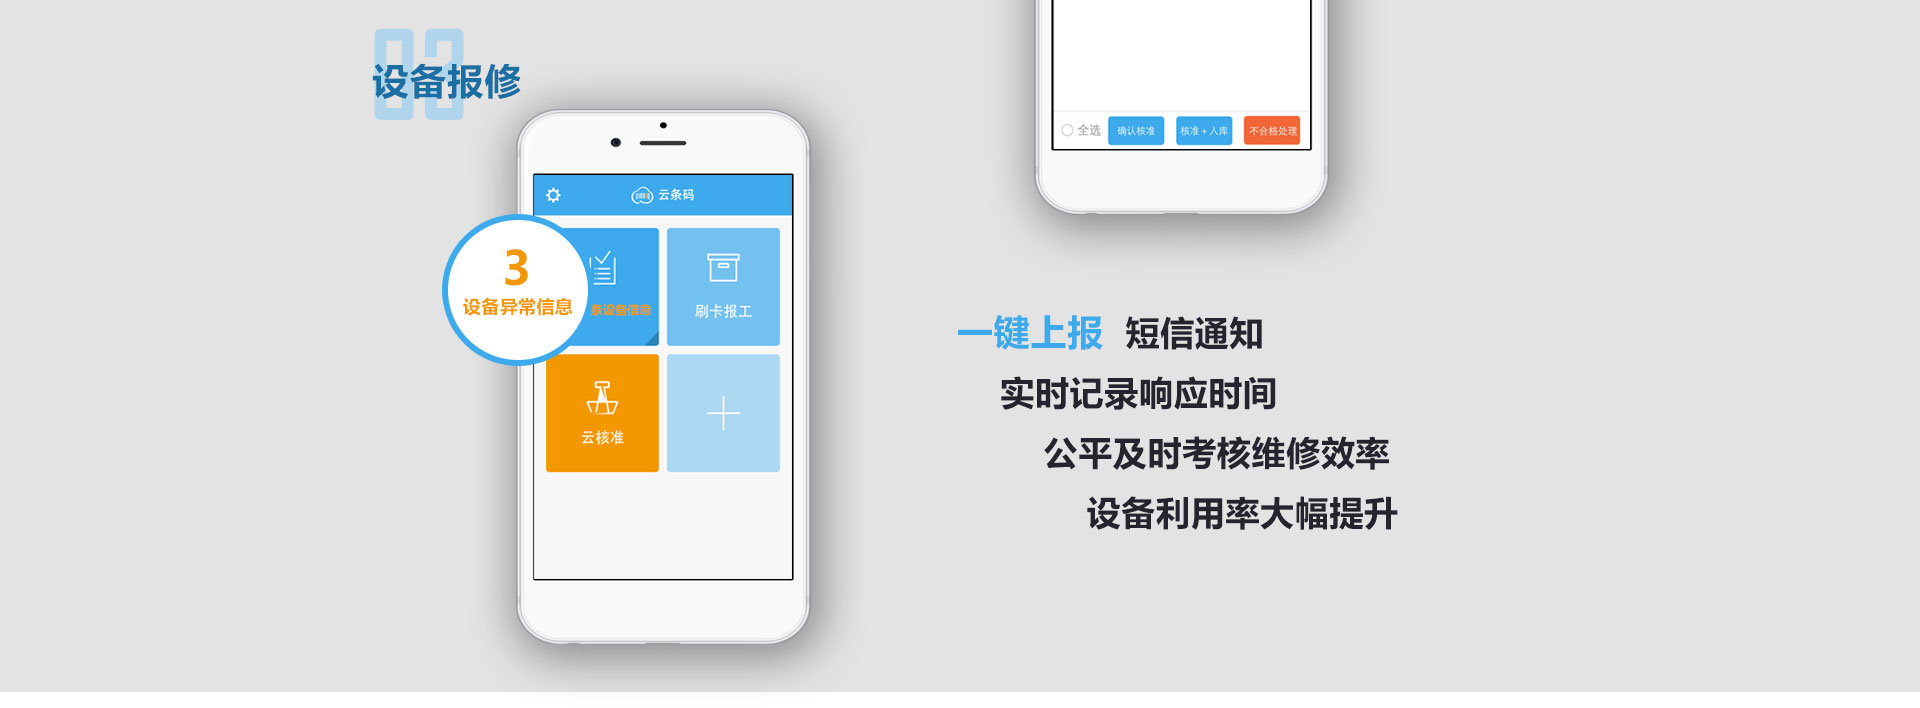 03
设备报修
全选 确认核准 核准+入库 不合格处理
云条码
3
设备异常信息
条设备信息
刷卡报工
云核准
一键上报 短信通知
实时记录响应时间
公平及时考核维修效率
设备利用率大幅提升